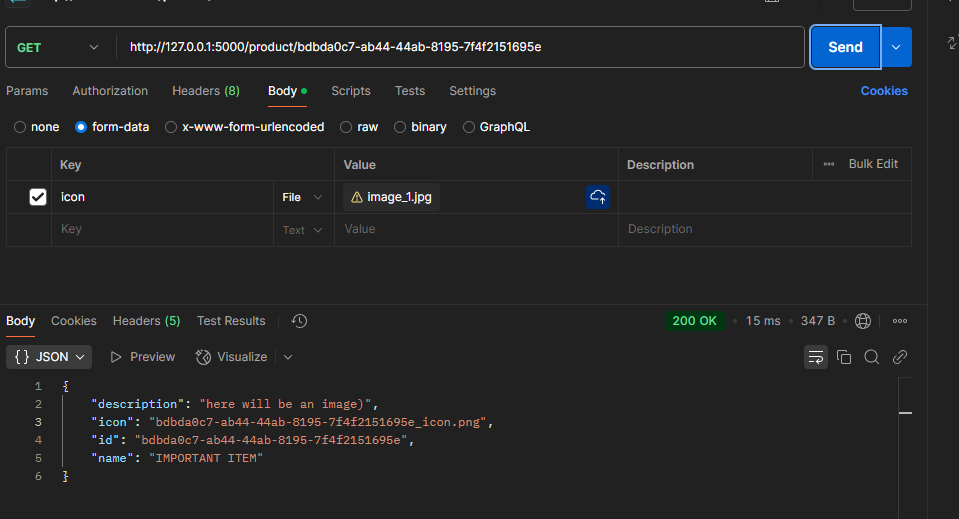 GET http://127.0.0.1:5000/product/bdbda0c7-ab44-44ab-8195-7f4f2151695e Send
Params Authorization Headers (8) Body Scripts Tests Settings Cookies
none form-data x-www-form-urlencoded raw binary GraphQL
Key Value Description Bulk Edit
icon File image_1.jpg
Key Text Value Description
Body Cookies Headers (5) Test Results 200 OK 15 ms 347 B
{} JSON Preview Visualize
1 {
2 "description": "here will be an image)",
3 "icon": "bdbda0c7-ab44-44ab-8195-7f4f2151695e_icon.png",
4 "id": "bdbda0c7-ab44-44ab-8195-7f4f2151695e",
5 "name": "IMPORTANT ITEM"
6 }